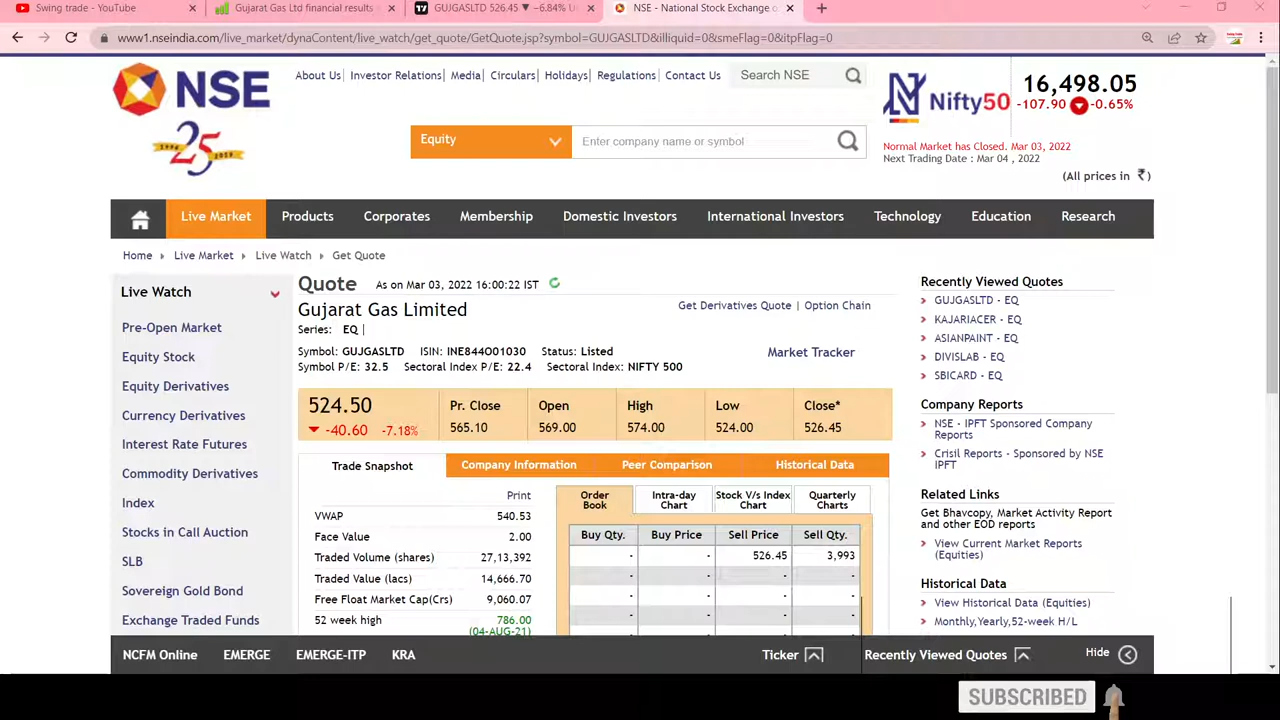 Swing trade - YouTube
Gujarat Gas Ltd financial results
GUJGASLTD 526.45 ▼ −6.84%
NSE - National Stock Exchange o
www1.nseindia.com/live_market/dynaContent/live_watch/get_quote/GetQuote.jsp?symbol=GUJGASLTD&illiquid=0&smeFlag=0&itpFlag=0
NSE
25
About Us| Investor Relations| Media| Circulars| Holidays| Regulations| Contact Us
Search NSE
Equity
Enter company name or symbol
Nifty50
16,498.05
-107.90 -0.65%
Normal Market has Closed. Mar 03, 2022
Next Trading Date : Mar 04 , 2022
(All prices in ₹)
Live Market Products Corporates Membership Domestic Investors International Investors Technology Education Research
Home Live Market Live Watch Get Quote
Live Watch
Pre-Open Market
Equity Stock
Equity Derivatives
Currency Derivatives
Interest Rate Futures
Commodity Derivatives
Index
Stocks in Call Auction
SLB
Sovereign Gold Bond
Exchange Traded Funds
Quote As on Mar 03, 2022 16:00:22 IST
Gujarat Gas Limited
Get Derivatives Quote | Option Chain
Series: EQ |
Symbol: GUJGASLTD ISIN: INE844O01030 Status: Listed
Market Tracker
Symbol P/E: 32.5 Sectoral Index P/E: 22.4 Sectoral Index: NIFTY 500
524.50 Pr. Close Open High Low Close*
-40.60 -7.18% 565.10 569.00 574.00 524.00 526.45
Trade Snapshot Company Information Peer Comparison Historical Data
Print
VWAP 540.53
Face Value 2.00
Traded Volume (shares) 27,13,392
Traded Value (lacs) 14,666.70
Free Float Market Cap(Crs) 9,060.07
52 week high 786.00
(04-AUG-21)
Order Book
Intra-day Chart
Stock V/s Index Chart
Quarterly Charts
Buy Qty. Buy Price Sell Price Sell Qty.
- - 526.45 3,993
- - - -
- - - -
- - - -
Recently Viewed Quotes
GUJGASLTD - EQ
KAJARIACER - EQ
ASIANPAINT - EQ
DIVISLAB - EQ
SBICARD - EQ
Company Reports
NSE - IPFT Sponsored Company
Reports
Crisil Reports - Sponsored by NSE
IPFT
Related Links
Get Bhavcopy, Market Activity Report
and other EOD reports
View Current Market Reports
(Equities)
Historical Data
View Historical Data (Equities)
Monthly,Yearly,52-week H/L
NCFM Online EMERGE EMERGE-ITP KRA
Ticker Recently Viewed Quotes Hide
SUBSCRIBED